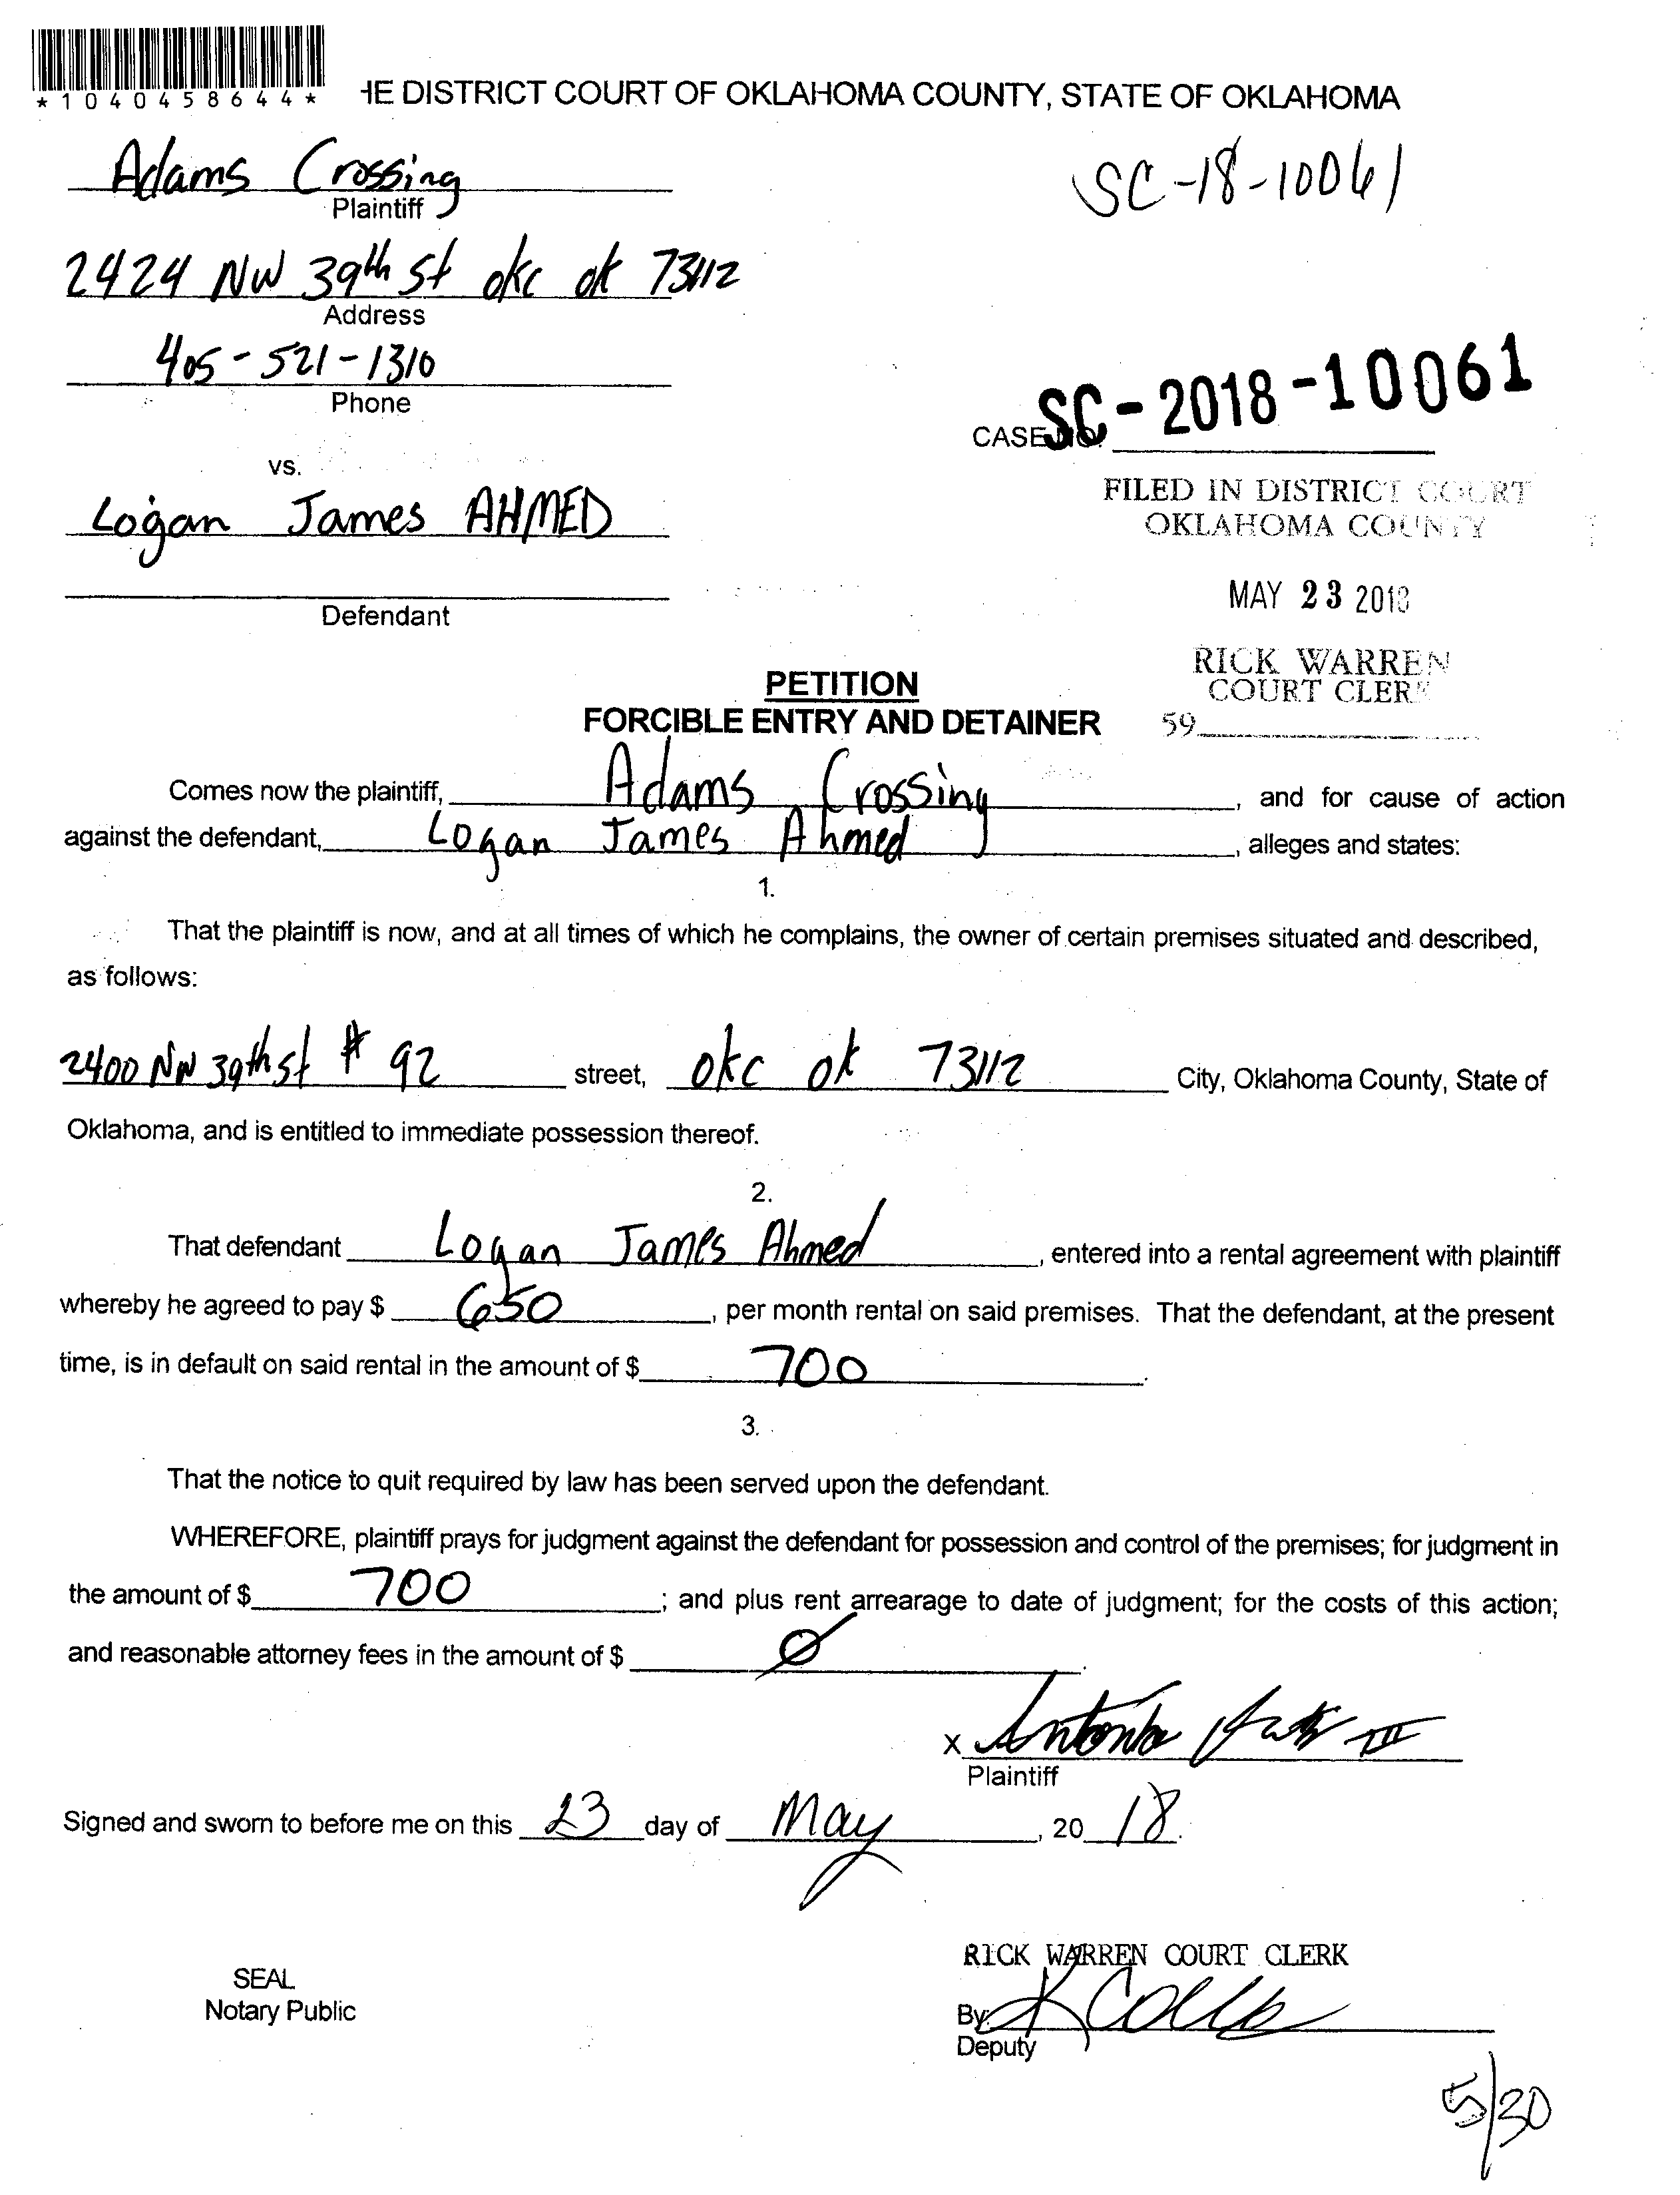 *1040458644*
HE DISTRICT COURT OF OKLAHOMA COUNTY, STATE OF OKLAHOMA
Adams Crossing
Plaintiff
SC-18-10061
2424 NW 39th St okc ok 73112
Address
405-521-1310
Phone
CASE NO. SC-2018-10061
vs.
FILED IN DISTRICT COURT
OKLAHOMA COUNTY
Logan James AHMED
Defendant
MAY 23 2018
RICK WARREN
COURT CLERK
59
PETITION
FORCIBLE ENTRY AND DETAINER
Comes now the plaintiff, Adams Crossing, and for cause of action
against the defendant, Logan James Ahmed, alleges and states:
1.
That the plaintiff is now, and at all times of which he complains, the owner of certain premises situated and described,
as follows:
2400 NW 39th st # 92 street, okc ok 73112 City, Oklahoma County, State of
Oklahoma, and is entitled to immediate possession thereof.
2.
That defendant Logan James Ahmed, entered into a rental agreement with plaintiff
whereby he agreed to pay $ 650, per month rental on said premises. That the defendant, at the present
time, is in default on said rental in the amount of $ 700.
3.
That the notice to quit required by law has been served upon the defendant.
WHEREFORE, plaintiff prays for judgment against the defendant for possession and control of the premises; for judgment in
the amount of $ 700; and plus rent arrearage to date of judgment; for the costs of this action;
and reasonable attorney fees in the amount of $ Ø.
X Antonio III
Plaintiff
Signed and sworn to before me on this 23 day of May, 2018.
RICK WARREN COURT CLERK
SEAL
Notary Public
By: K
Deputy
5/30